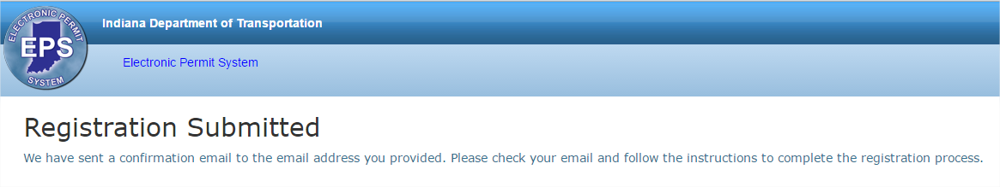 Indiana Department of Transportation
ELECTRONIC PERMIT
EPS
SYSTEM
Electronic Permit System
Registration Submitted
We have sent a confirmation email to the email address you provided. Please check your email and follow the instructions to complete the registration process.